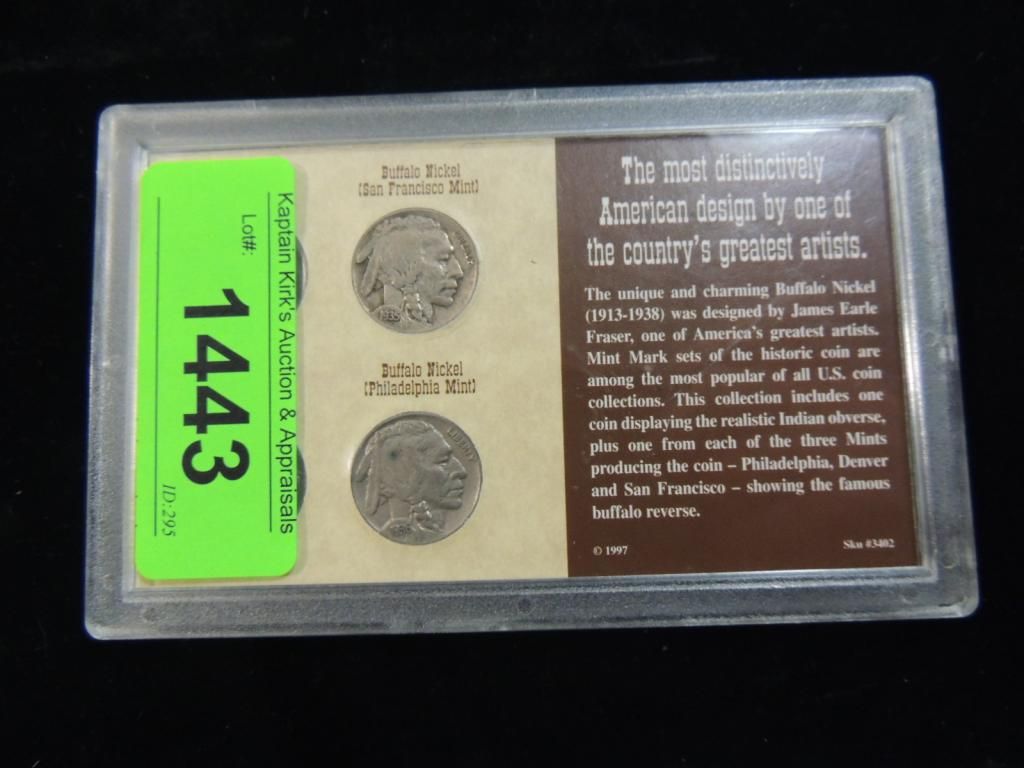 Kaptain Kirk's Auction & Appraisals
Lot#:
1443
ID:295
Buffalo Nickel
(San Francisco Mint)
1935
Buffalo Nickel
(Philadelphia Mint)
LIBERTY
The most distinctively
American design by one of
the country's greatest artists.
The unique and charming Buffalo Nickel
(1913-1938) was designed by James Earle
Fraser, one of America's greatest artists.
Mint Mark sets of the historic coin are
among the most popular of all U.S. coin
collections. This collection includes one
coin displaying the realistic Indian obverse,
plus one from each of the three Mints
producing the coin – Philadelphia, Denver
and San Francisco – showing the famous
buffalo reverse.
© 1997
Sku #3402